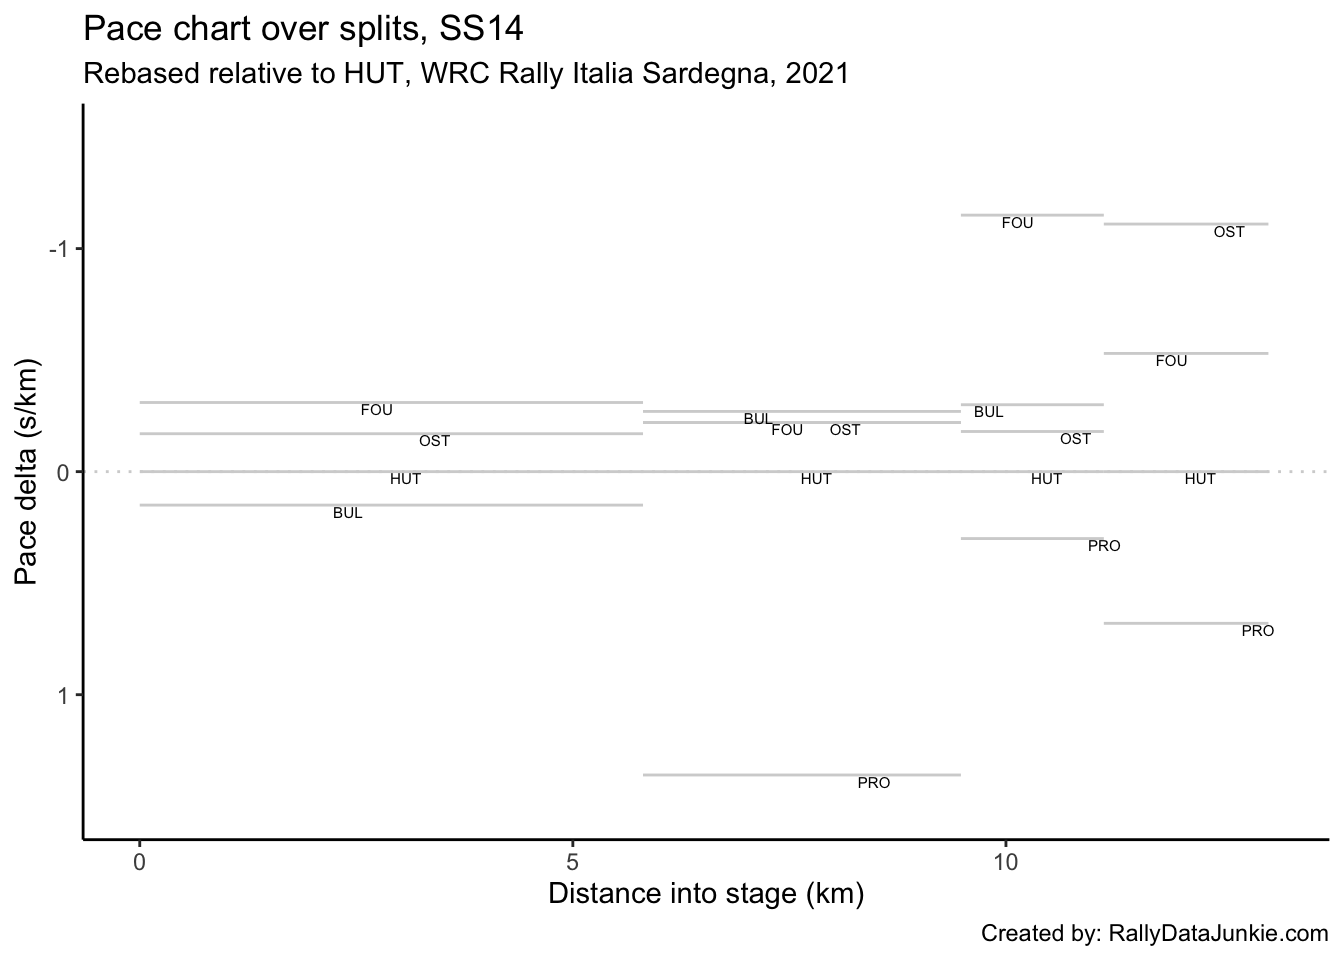 Pace chart over splits, SS14
Rebased relative to HUT, WRC Rally Italia Sardegna, 2021
Pace delta (s/km)
-1
0
1
FOU
OST
FOU
FOU
BUL
BUL
OST
FOU
OST
OST
HUT
HUT
HUT
HUT
BUL
PRO
PRO
PRO
0
5
10
Distance into stage (km)
Created by: RallyDataJunkie.com